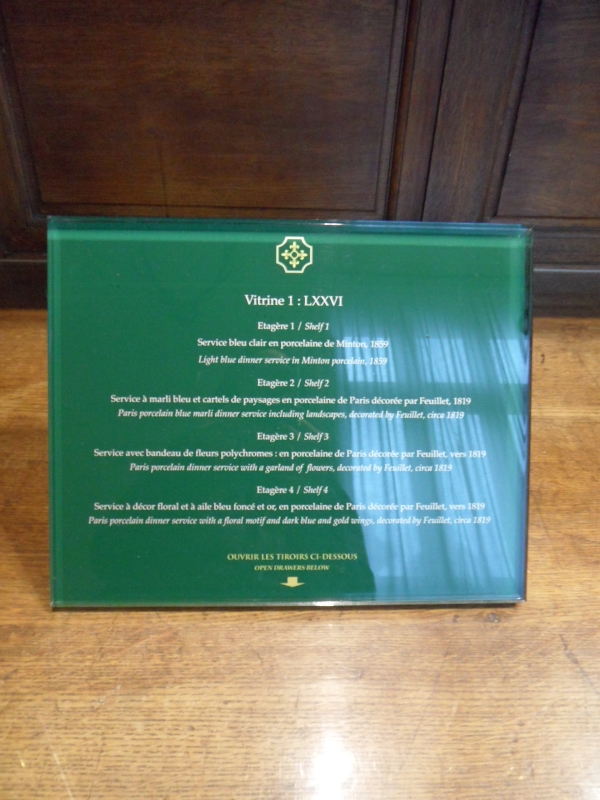 Vitrine 1 : LXXVI
Etagère 1 / Shelf 1
Service bleu clair en porcelaine de Minton, 1859
Light blue dinner service in Minton porcelain, 1859
Etagère 2 / Shelf 2
Service à marli bleu et cartels de paysages en porcelaine de Paris décorée par Feuillet, 1819
Paris porcelain blue marli dinner service including landscapes, decorated by Feuillet, circa 1819
Etagère 3 / Shelf 3
Service avec bandeau de fleurs polychromes : en porcelaine de Paris décorée par Feuillet, vers 1819
Paris porcelain dinner service with a garland of flowers, decorated by Feuillet, circa 1819
Etagère 4 / Shelf 4
Service à décor floral et à aile bleu foncé et or, en porcelaine de Paris décorée par Feuillet, vers 1819
Paris porcelain dinner service with a floral motif and dark blue and gold wings, decorated by Feuillet, circa 1819
OUVRIR LES TIROIRS CI-DESSOUS
OPEN DRAWERS BELOW